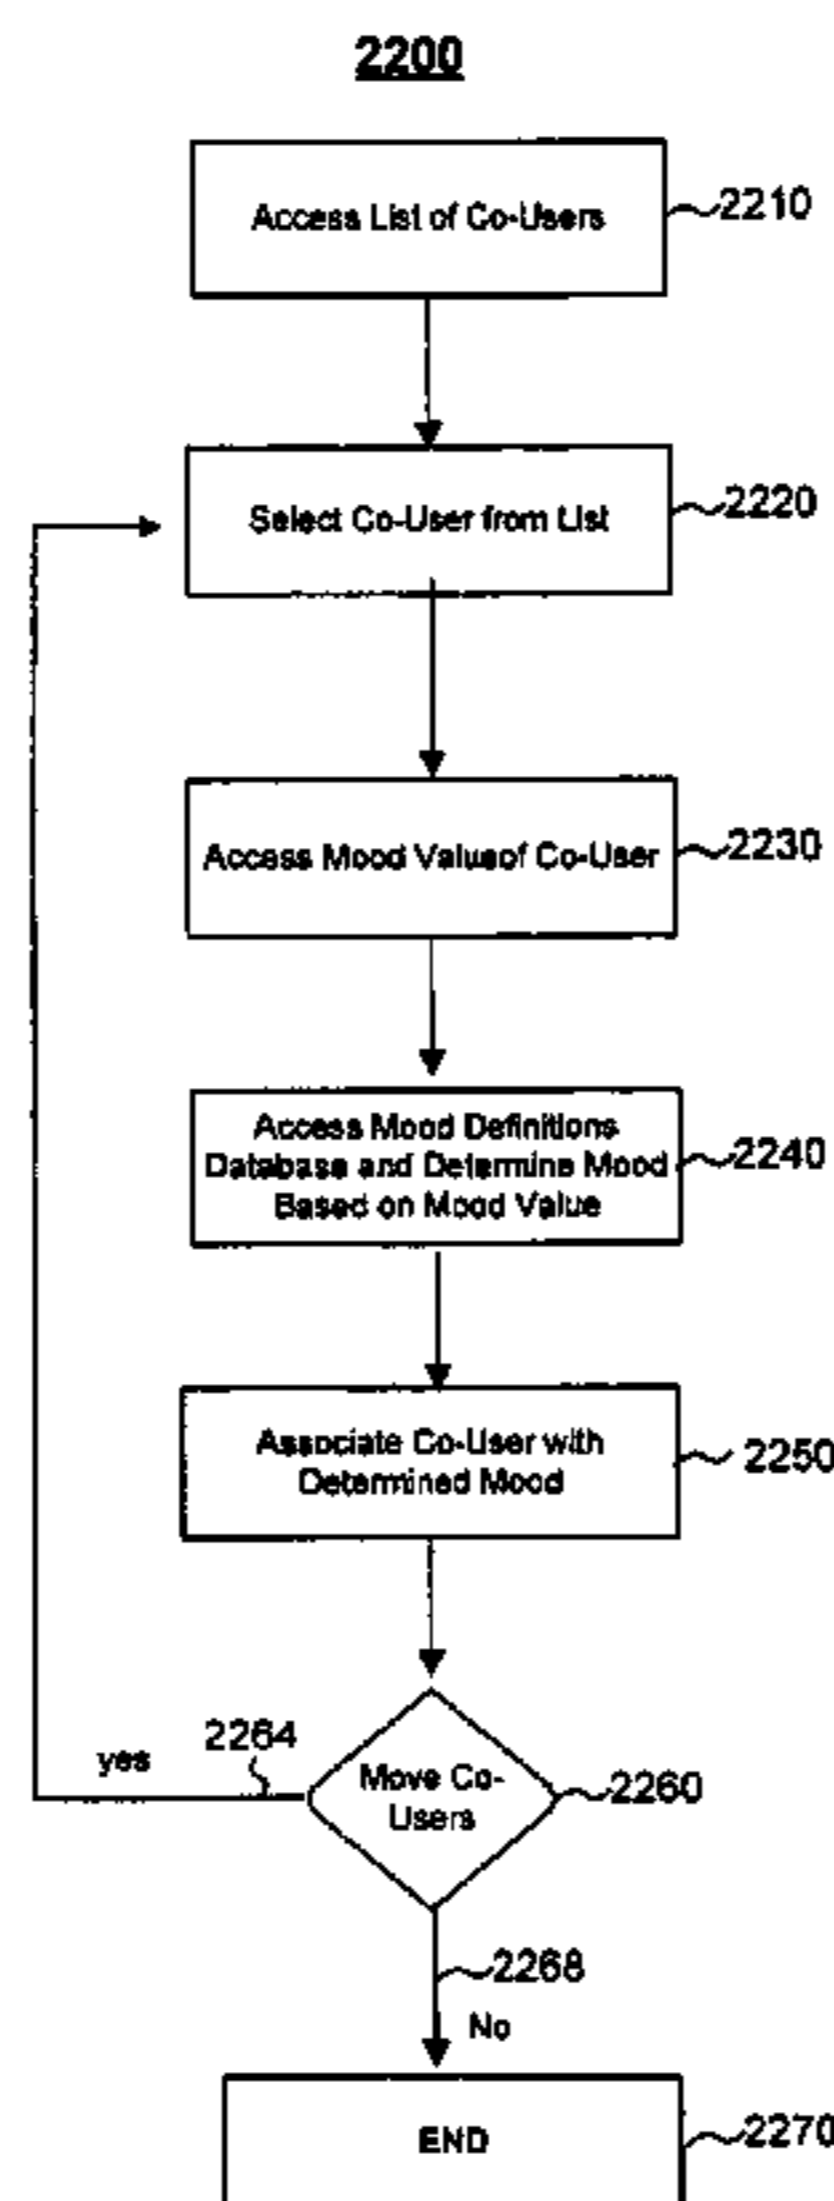 2200
Access List of Co-Users
2210
Select Co-User from List
2220
Access Mood Valueof Co-User
2230
Access Mood Definitions
Database and Determine Mood
Based on Mood Value
2240
Associate Co-User with
Determined Mood
2250
yes
2264
Move Co-
Users
2260
2268
No
END
2270